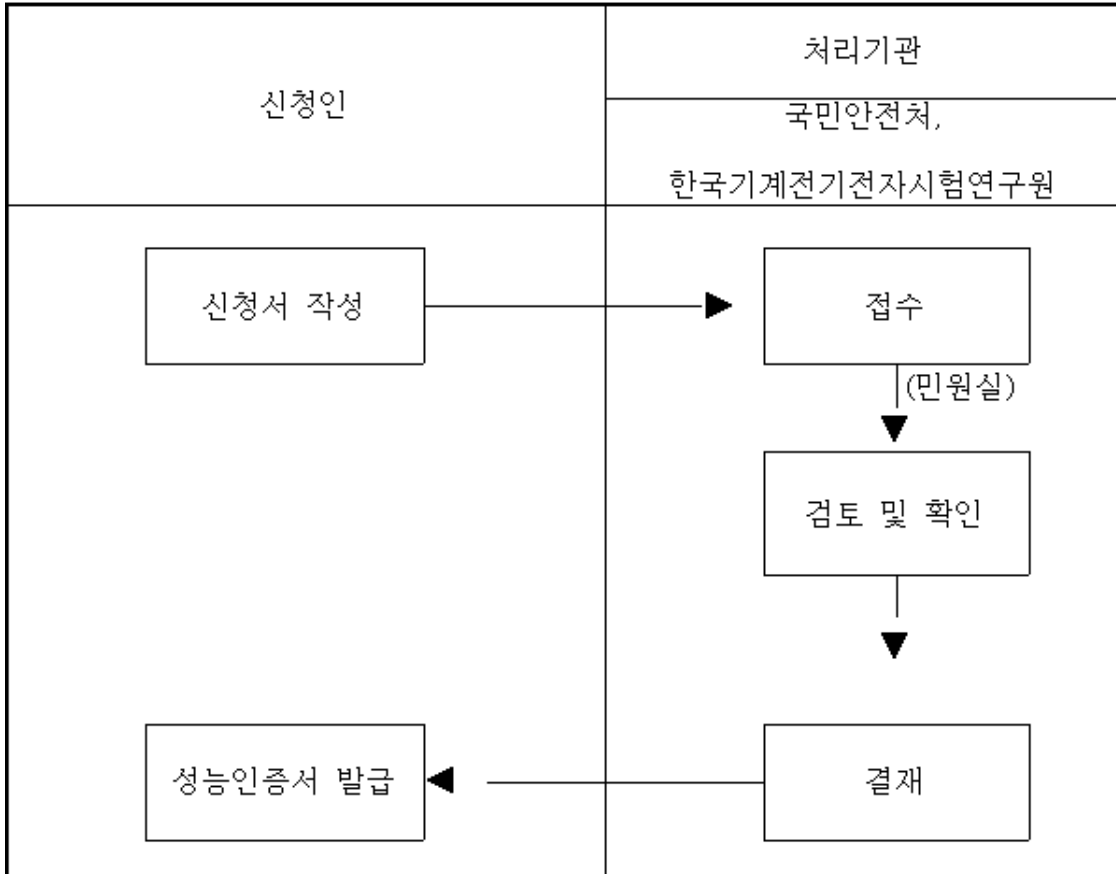 신청인
처리기관
국민안전처,
한국기계전기전자시험연구원
신청서 작성
접수
(민원실)
검토 및 확인
결재
성능인증서 발급